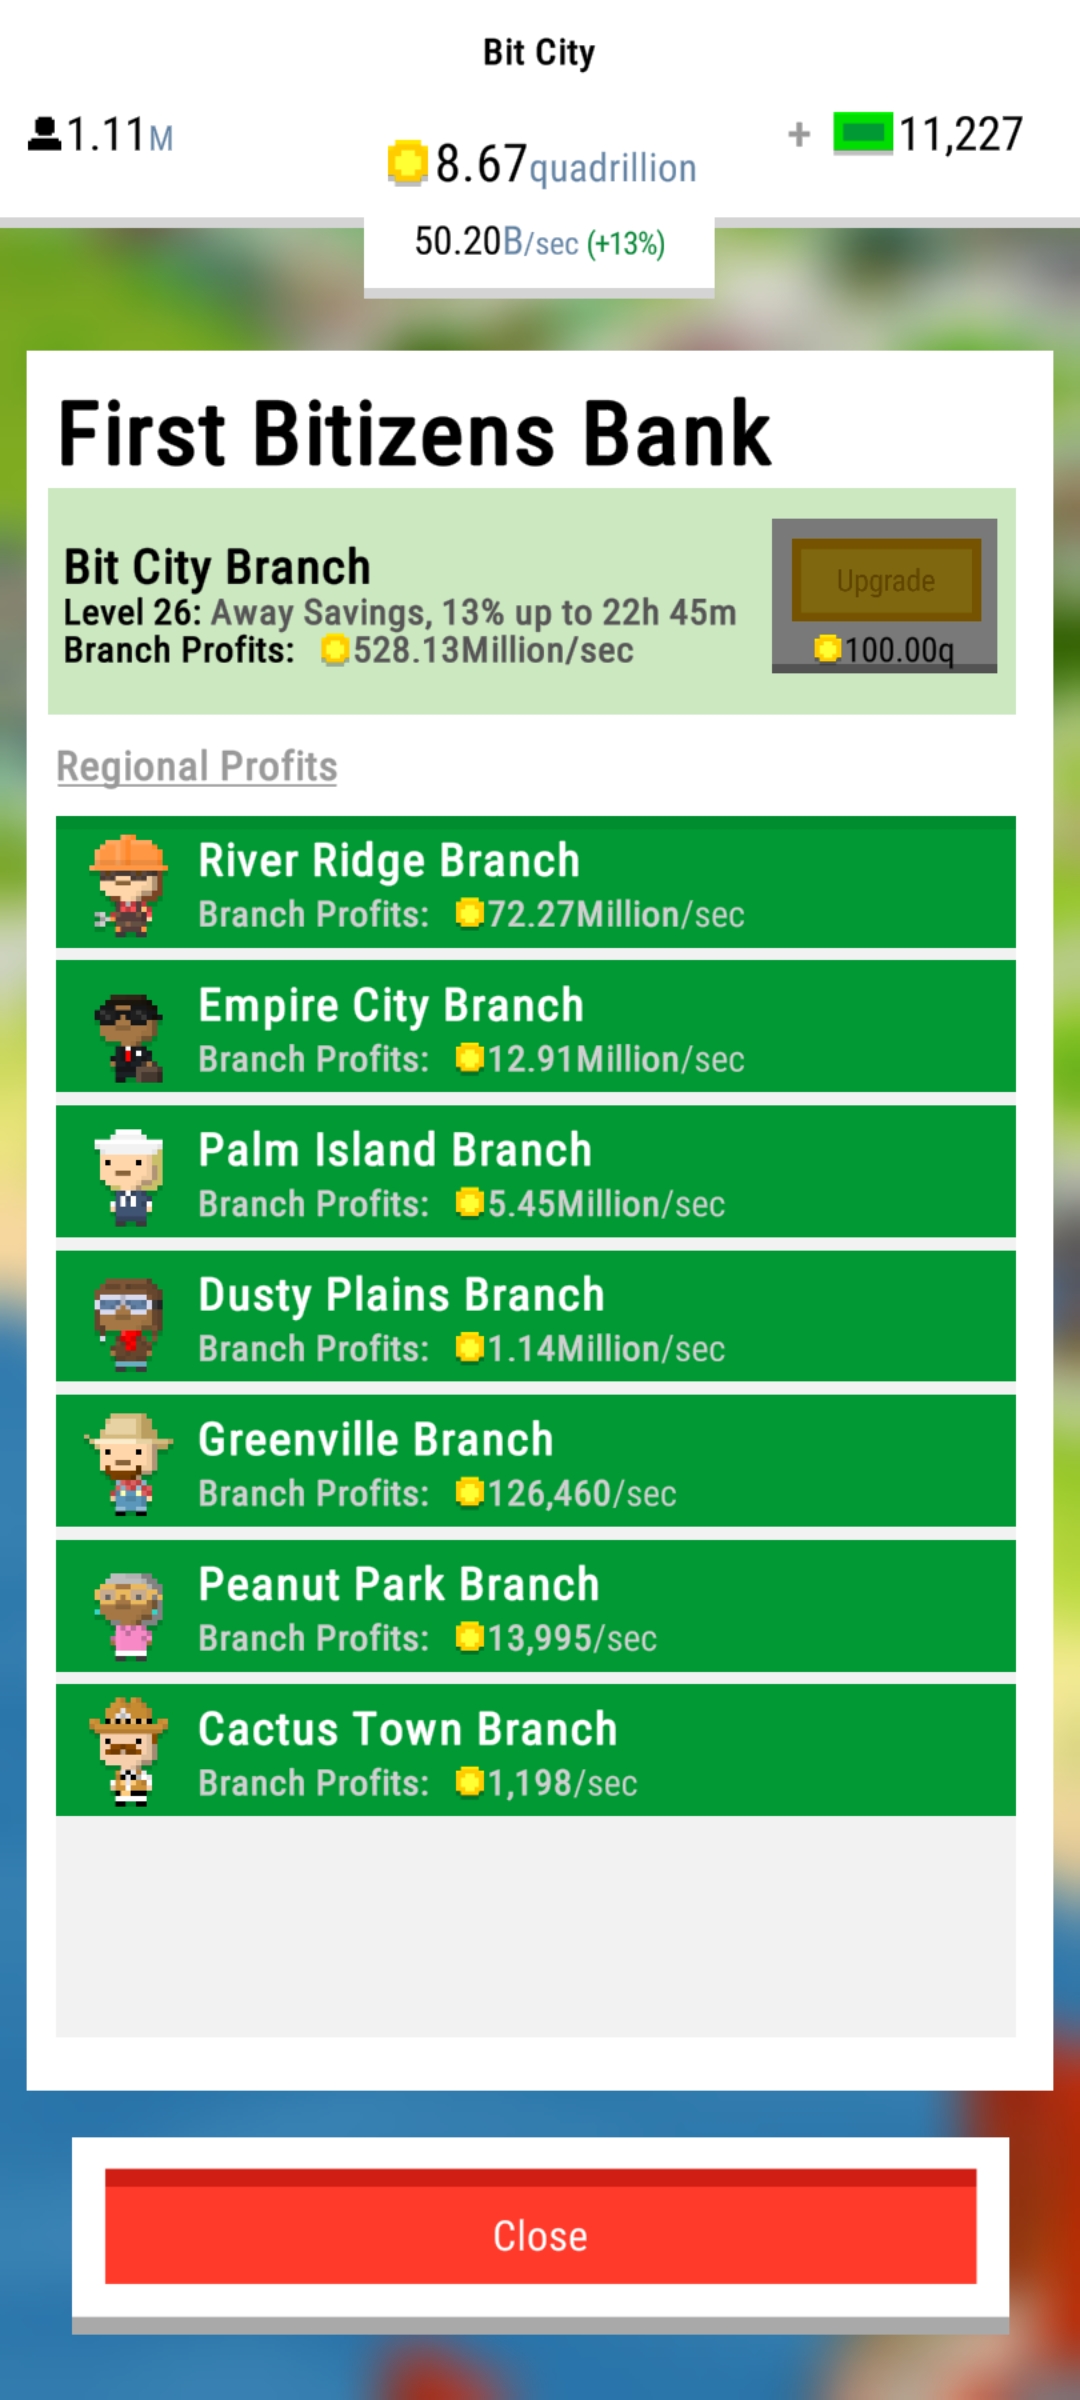 Bit City
1.11M
8.67quadrillion
+ 11,227
50.20B/sec (+13%)
First Bitizens Bank
Bit City Branch
Level 26: Away Savings, 13% up to 22h 45m
Branch Profits: 528.13Million/sec
Upgrade
100.00q
Regional Profits
River Ridge Branch
Branch Profits: 72.27Million/sec
Empire City Branch
Branch Profits: 12.91Million/sec
Palm Island Branch
Branch Profits: 5.45Million/sec
Dusty Plains Branch
Branch Profits: 1.14Million/sec
Greenville Branch
Branch Profits: 126,460/sec
Peanut Park Branch
Branch Profits: 13,995/sec
Cactus Town Branch
Branch Profits: 1,198/sec
Close